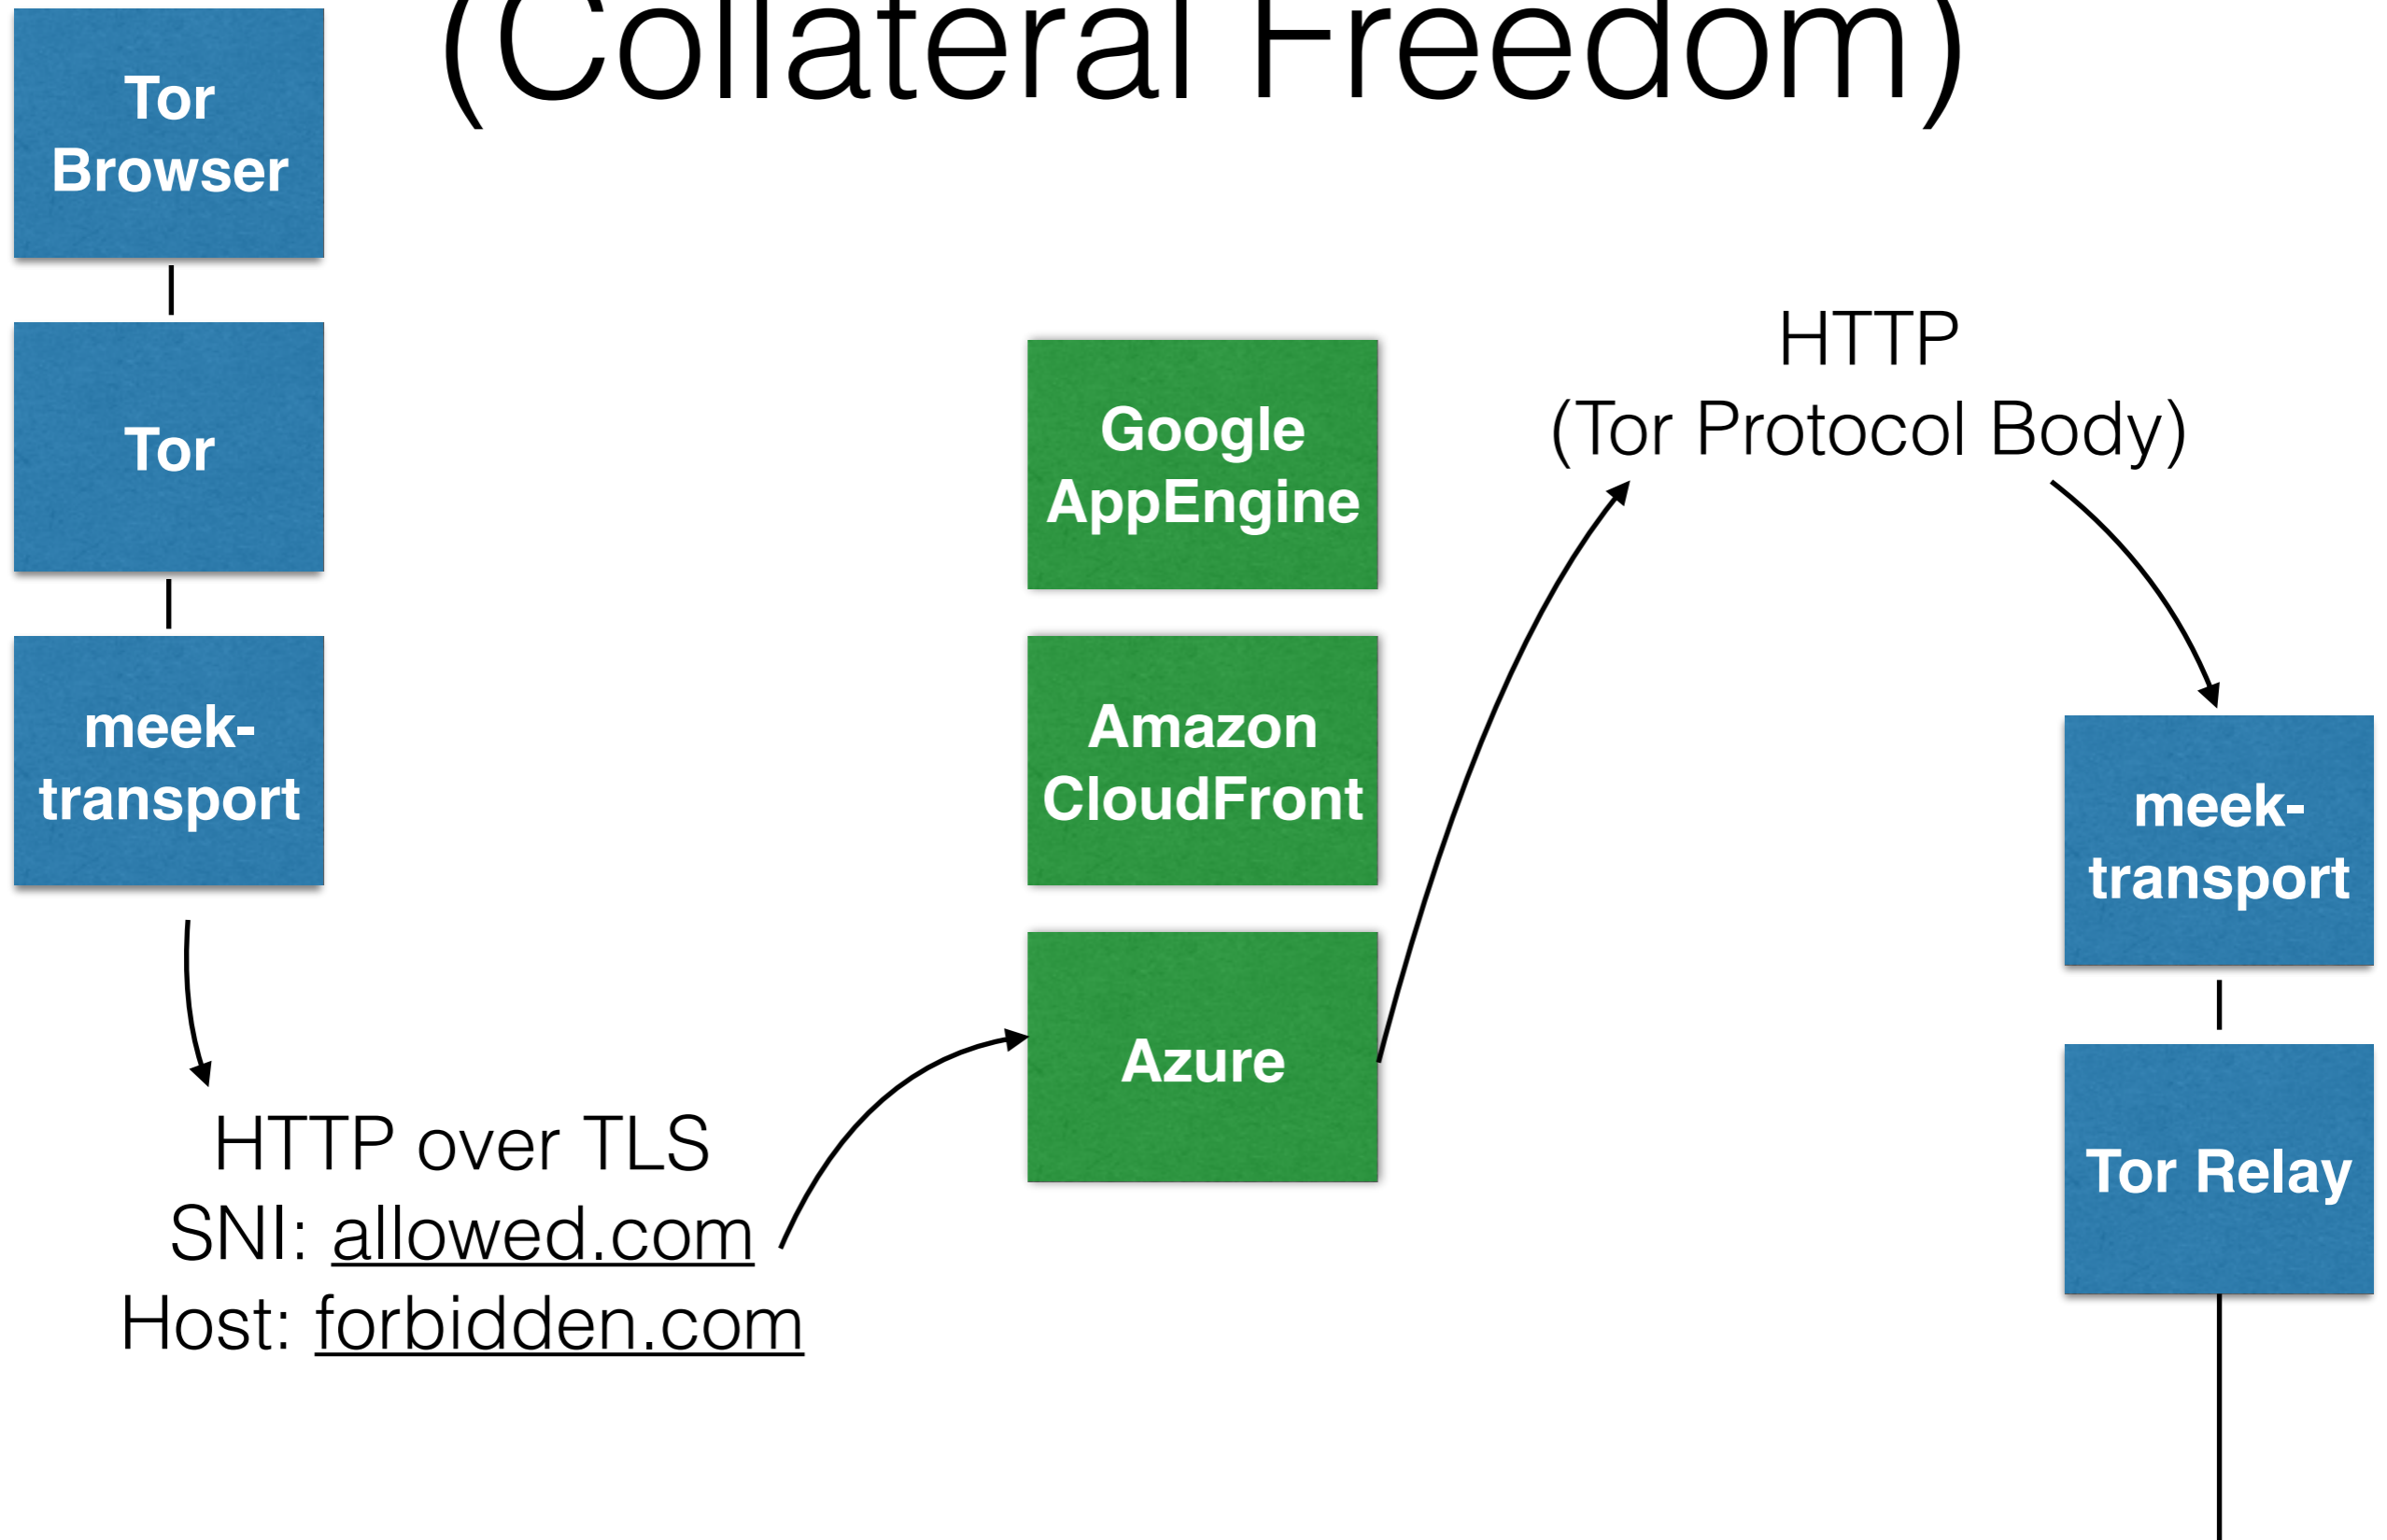 (Collateral Freedom)
Tor
Browser
Tor
meek-
transport
HTTP over TLS
SNI: allowed.com
Host: forbidden.com
Google
AppEngine
Amazon
CloudFront
Azure
HTTP
(Tor Protocol Body)
meek-
transport
Tor Relay